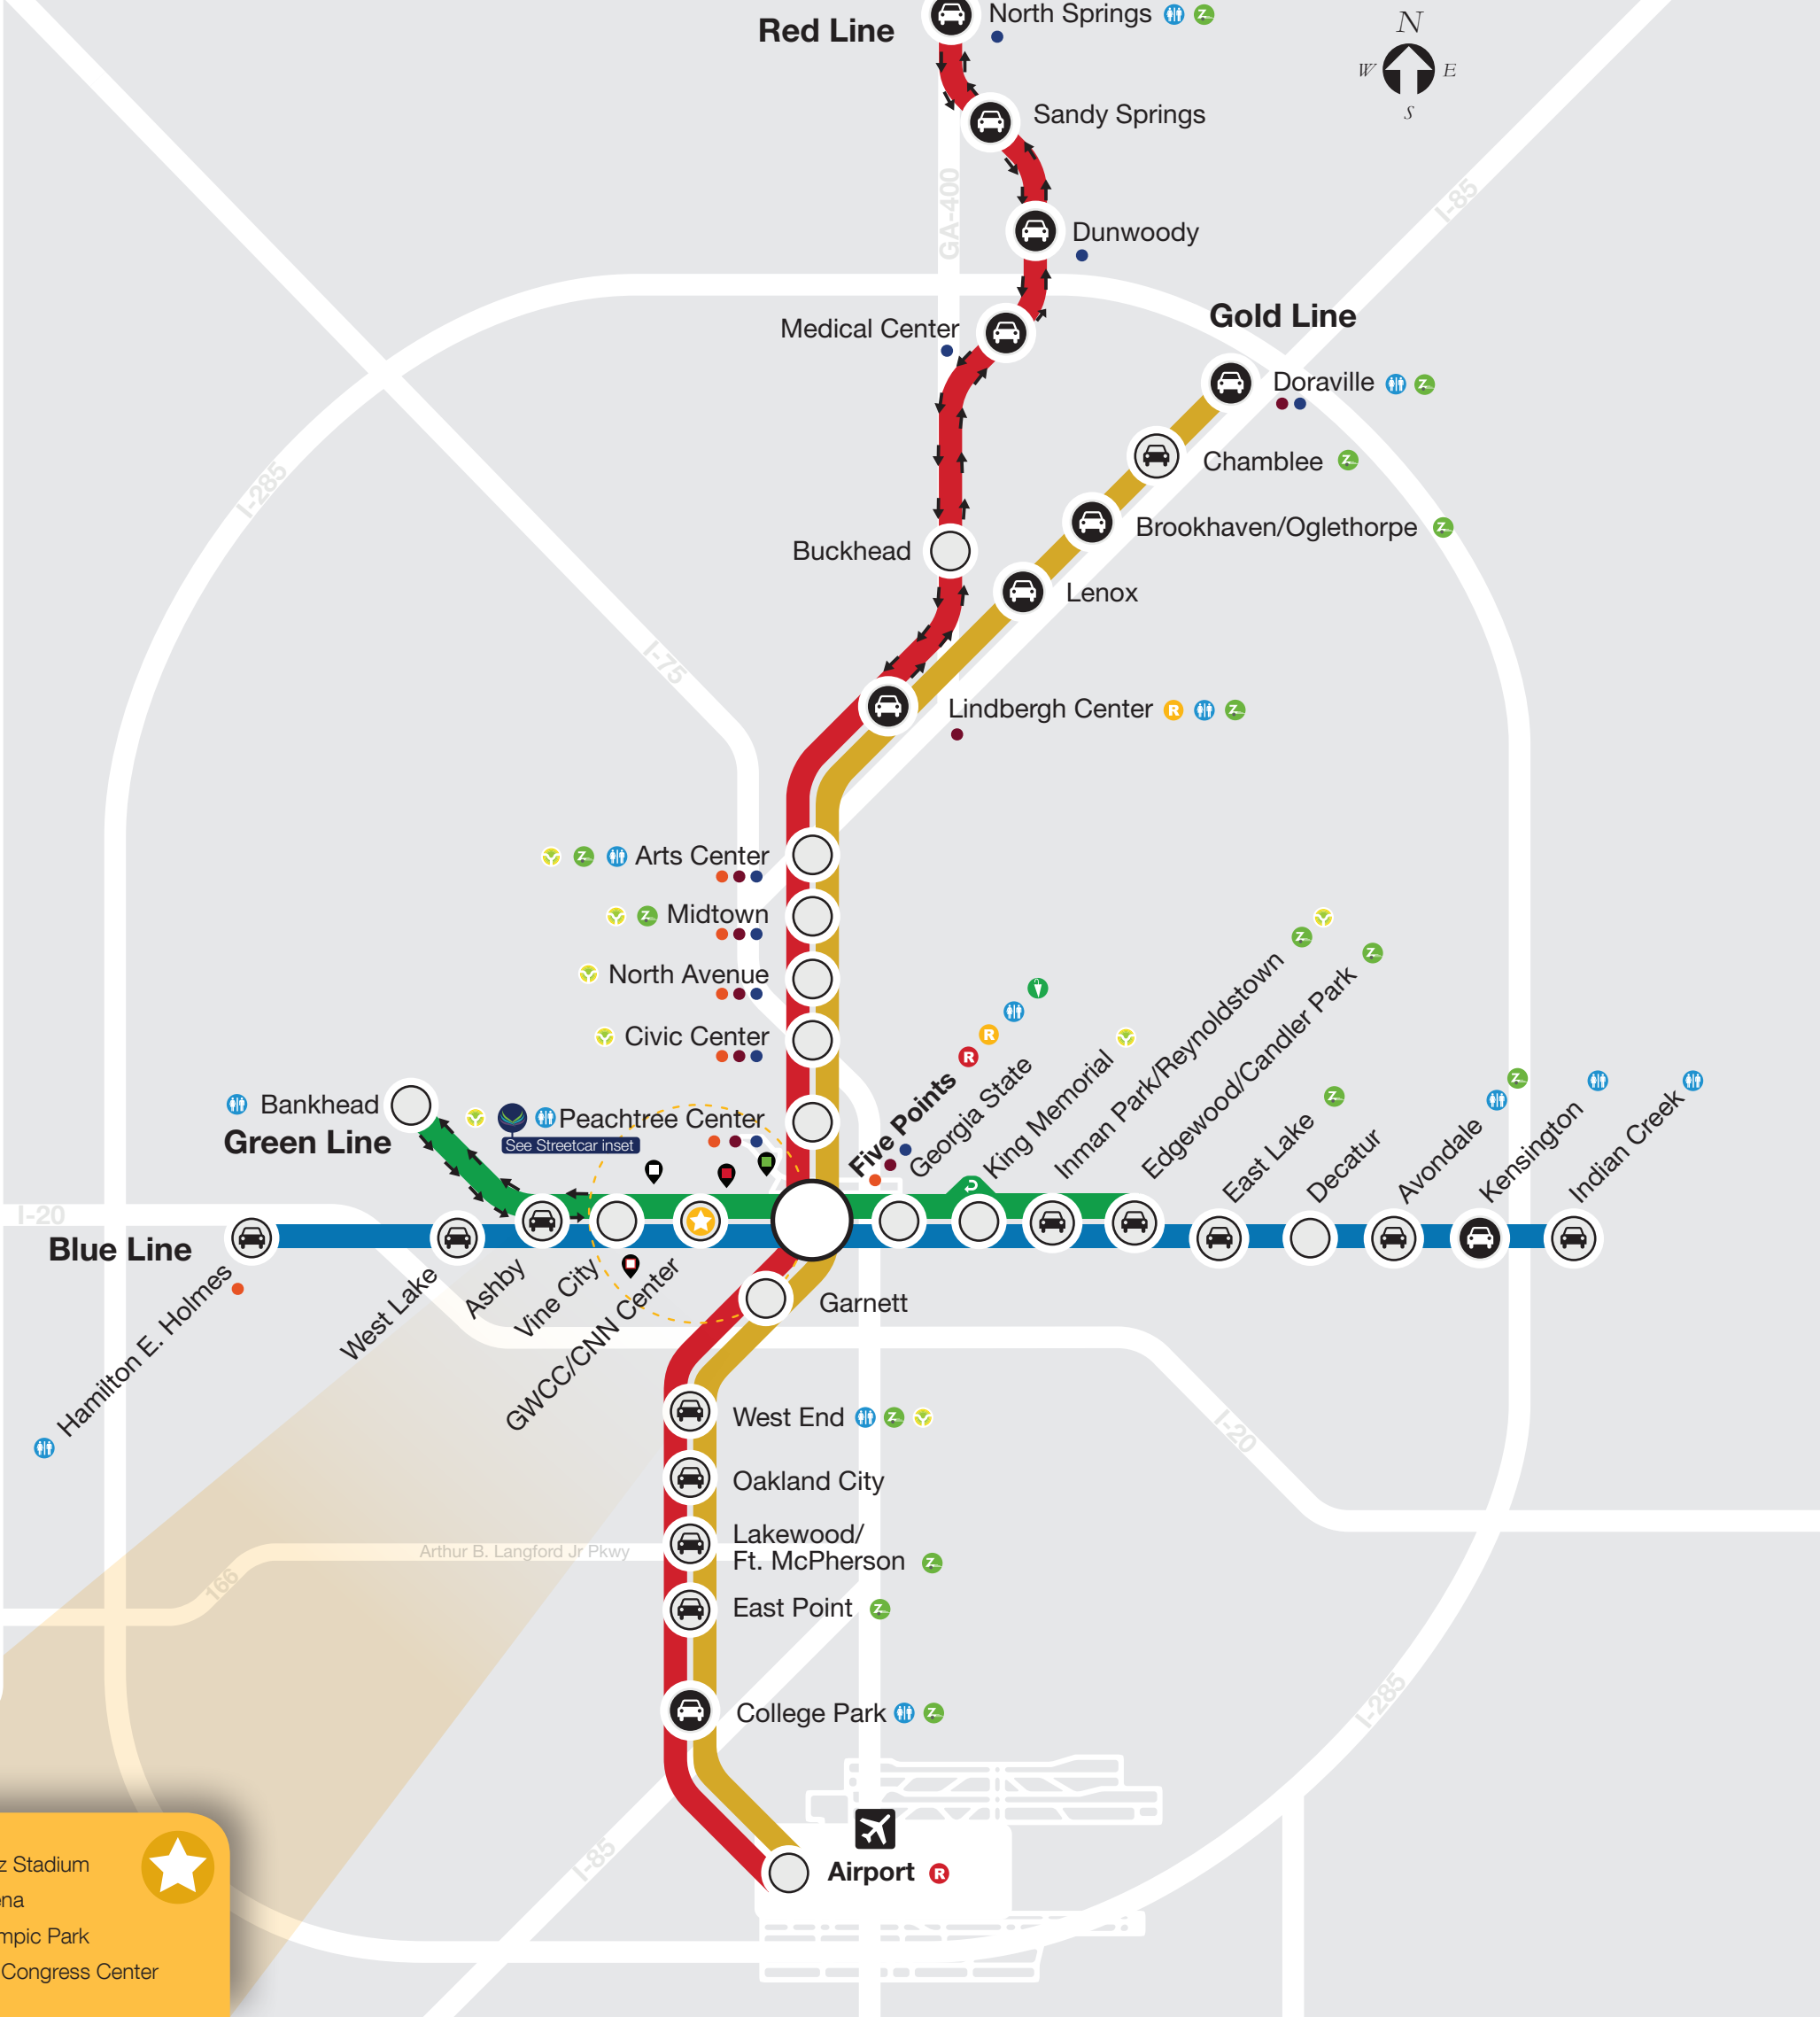 Red Line
North Springs
N
W
E
S
Sandy Springs
GA-400
I-85
Dunwoody
Medical Center
Gold Line
Doraville
Chamblee
I-285
Brookhaven/Oglethorpe
Buckhead
Lenox
I-75
Lindbergh Center R
Arts Center
Midtown
North Avenue
Civic Center
Bankhead
Green Line
Peachtree Center
See Streetcar inset
Five Points R R
Georgia State
King Memorial
Inman Park/Reynoldstown
Edgewood/Candler Park
East Lake
Decatur
Avondale
Kensington
Indian Creek
I-20
Blue Line
Hamilton E. Holmes
West Lake
Ashby
Vine City
GWCC/CNN Center
Garnett
West End
I-20
Oakland City
Lakewood/
Ft. McPherson
Arthur B. Langford Jr Pkwy
166
East Point
College Park
I-285
I-85
Airport R
z Stadium
ena
mpic Park
Congress Center